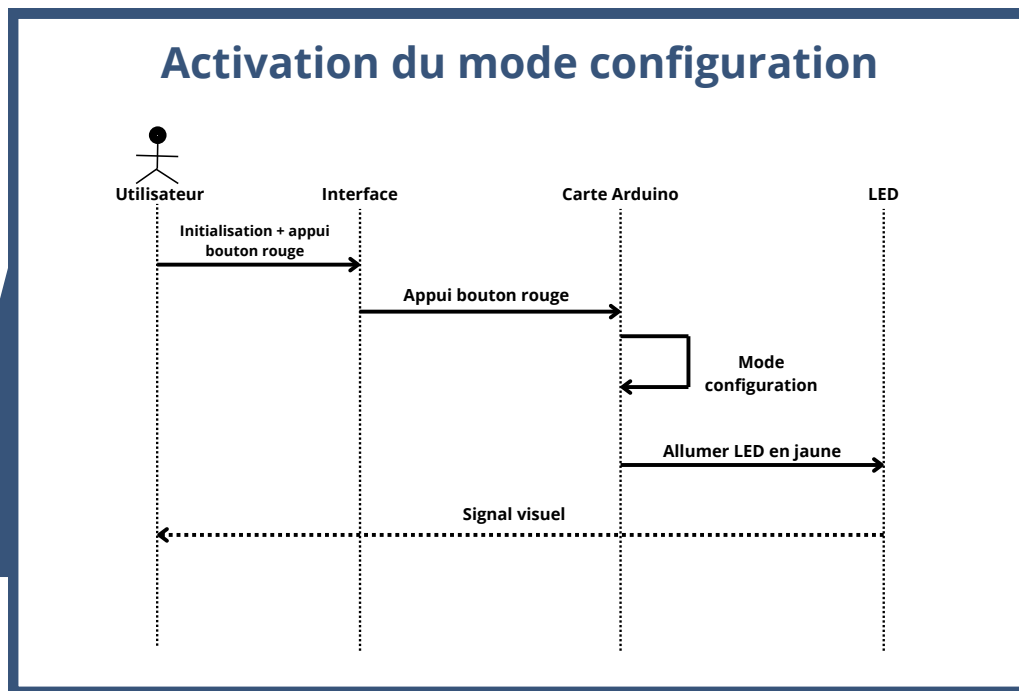 Activation du mode configuration
Utilisateur
Interface
Carte Arduino
LED
Initialisation + appui
bouton rouge
Appui bouton rouge
Mode
configuration
Allumer LED en jaune
Signal visuel